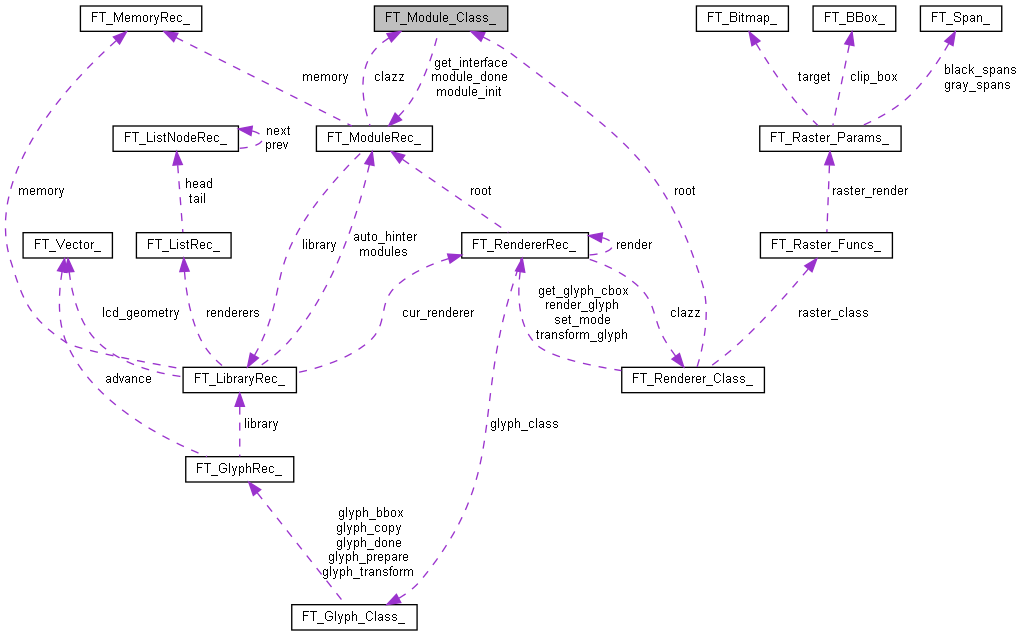 FT_MemoryRec_
FT_Module_Class_
FT_Bitmap_
FT_BBox_
FT_Span_
memory
clazz
get_interface
module_done
module_init
target
clip_box
black_spans
gray_spans
FT_ListNodeRec_
next
prev
FT_ModuleRec_
FT_Raster_Params_
memory
head
tail
root
root
raster_render
FT_Vector_
FT_ListRec_
library
auto_hinter
modules
FT_RendererRec_
render
FT_Raster_Funcs_
lcd_geometry
renderers
cur_renderer
get_glyph_cbox
render_glyph
set_mode
transform_glyph
clazz
raster_class
advance
FT_LibraryRec_
FT_Renderer_Class_
library
glyph_class
FT_GlyphRec_
glyph_bbox
glyph_copy
glyph_done
glyph_prepare
glyph_transform
FT_Glyph_Class_